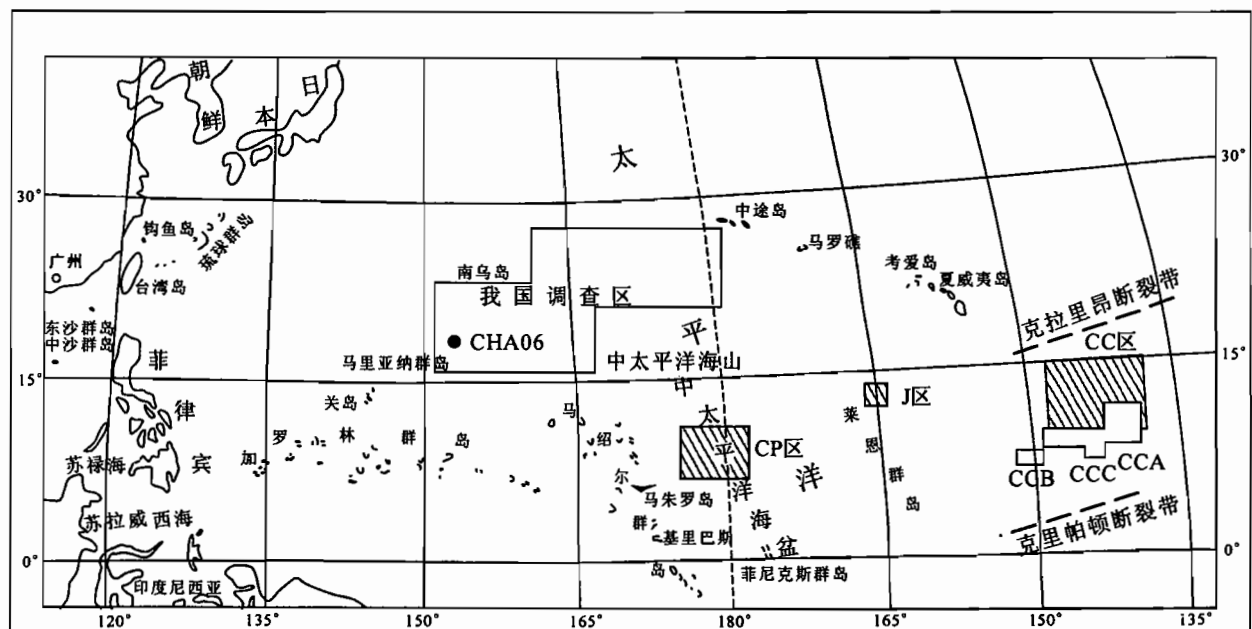 朝鲜
日本
太平洋
30°
30°
钓鱼岛
琉球群岛
中途岛
马罗礁
广州
台湾岛
南鸟岛
考爱岛
夏威夷岛
我国调查区
克拉里昂断裂带
东沙群岛
中沙群岛
CHA06
CC区
马里亚纳群岛
中太平洋海山
15°
15°
菲律宾
关岛
J区
加罗林群岛
马绍尔群岛
中太平洋海盆
CP区
莱恩群岛
苏禄海
CCB
CCC
CCA
马朱罗岛
苏拉威西海
基里巴斯
克里帕顿断裂带
0°
0°
印度尼西亚
菲尼克斯群岛
120°
135°
150°
165°
180°
165°
150°
135°